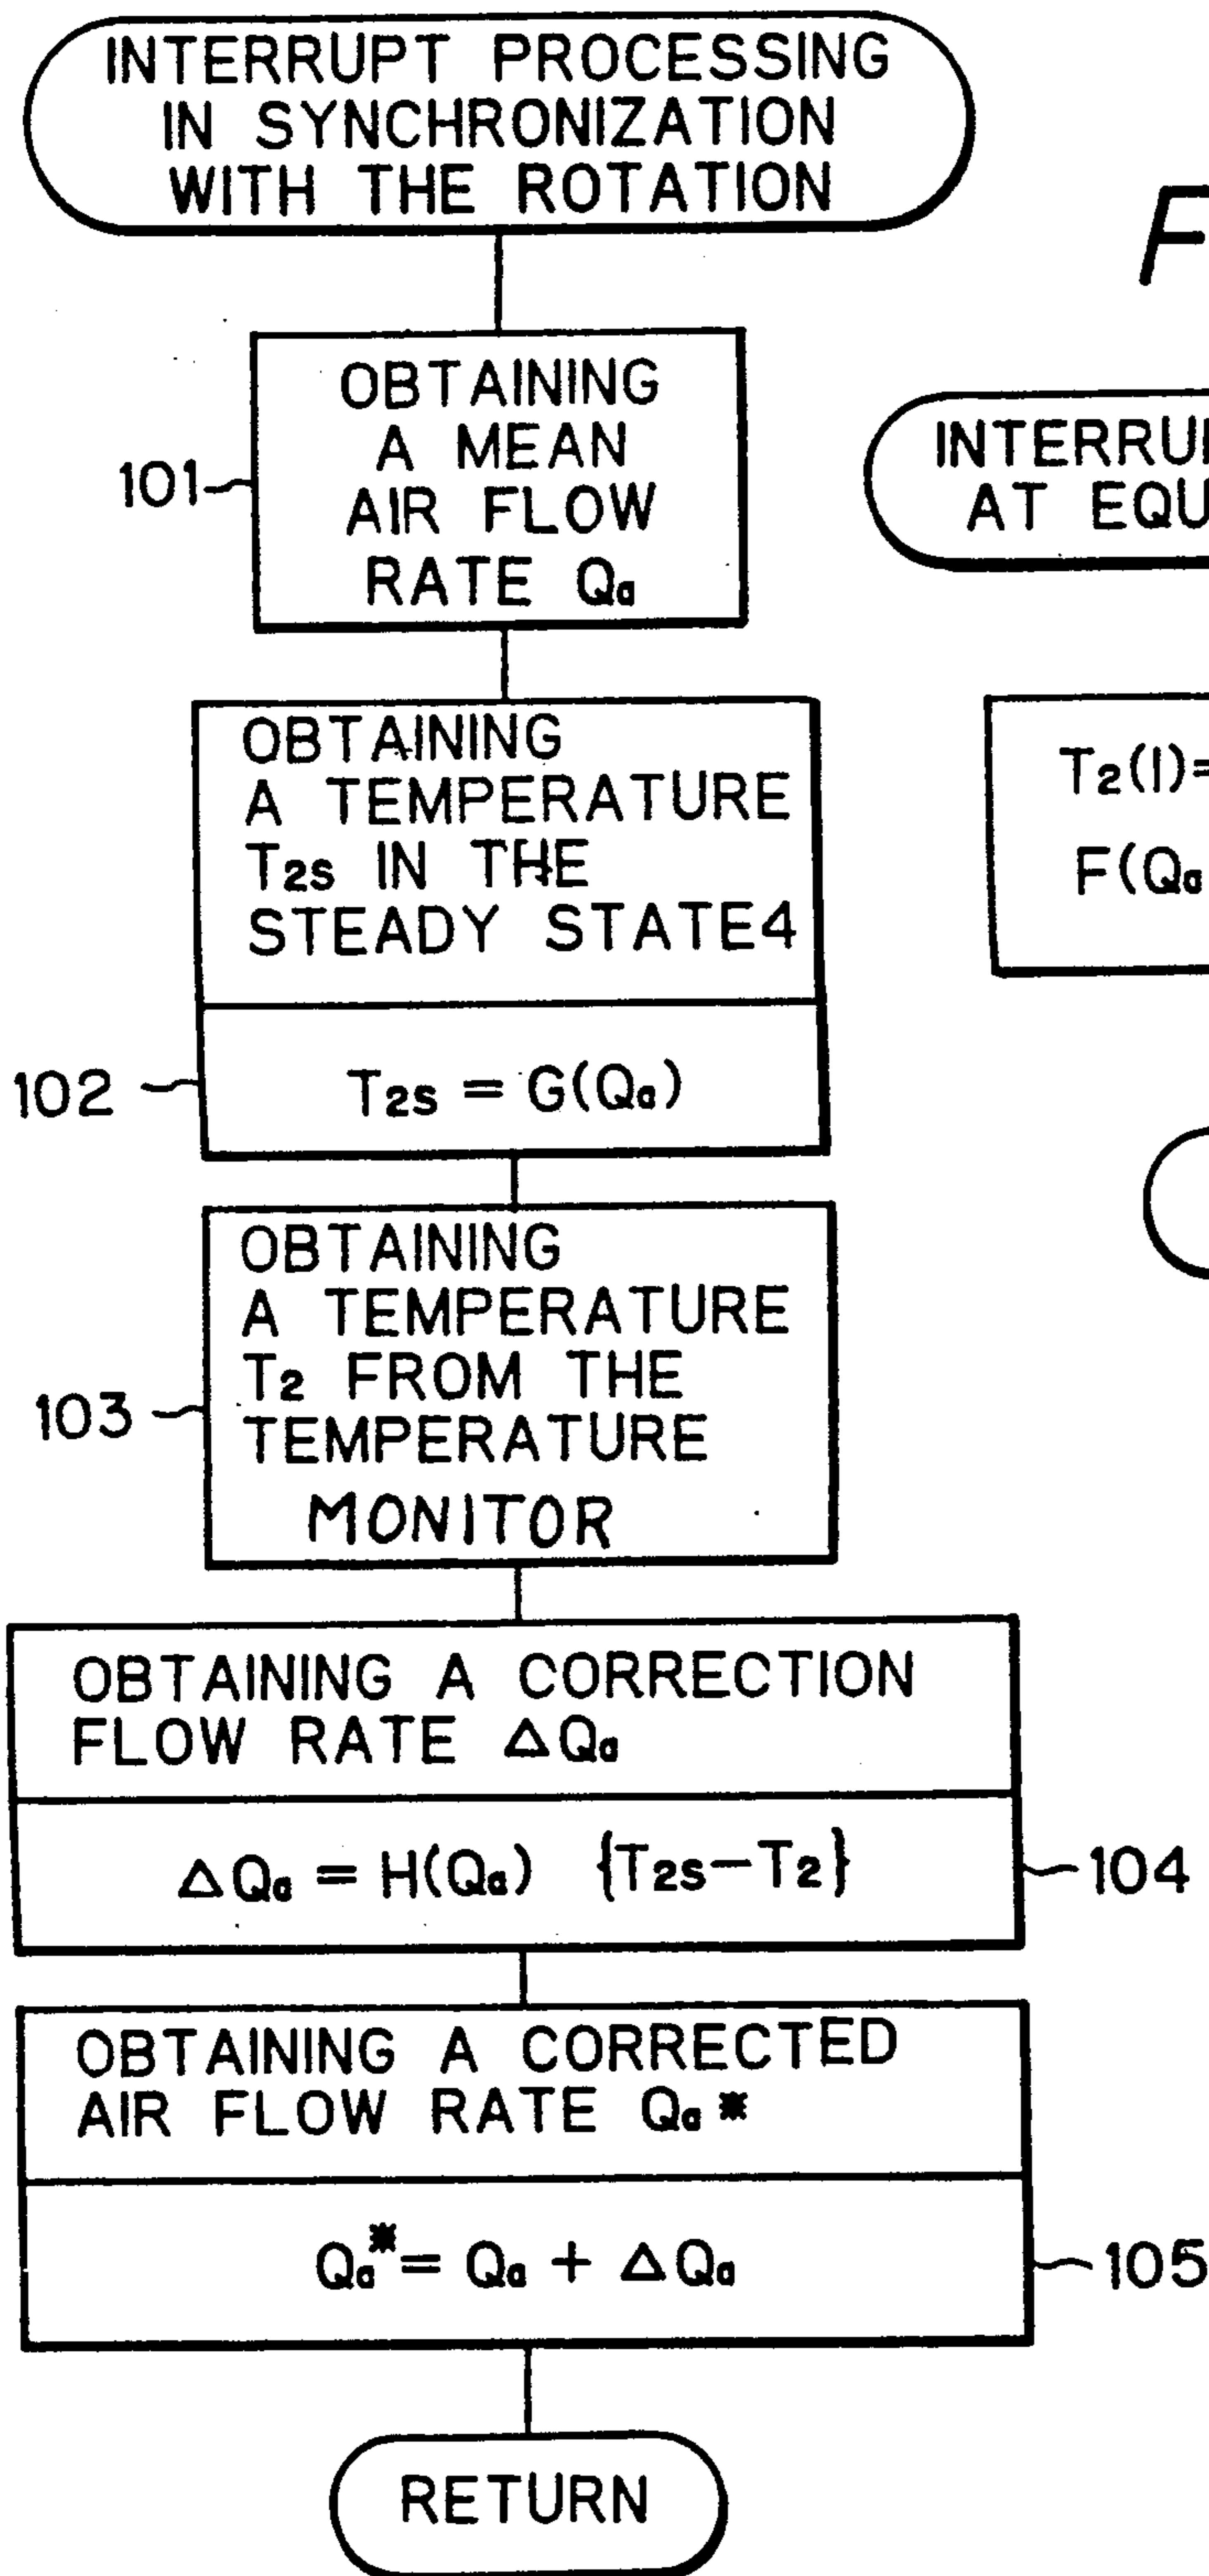 INTERRUPT PROCESSING
IN SYNCHRONIZATION
WITH THE ROTATION
OBTAINING
A MEAN
AIR FLOW
RATE Qa
101
OBTAINING
A TEMPERATURE
T2S IN THE
STEADY STATE4
T2S = G(Qa)
102
OBTAINING
A TEMPERATURE
T2 FROM THE
TEMPERATURE
MONITOR
103
OBTAINING A CORRECTION
FLOW RATE ΔQa
ΔQa = H(Qa) {T2S-T2}
104
OBTAINING A CORRECTED
AIR FLOW RATE Qa*
Qa* = Qa + ΔQa
105
RETURN
F
AT
T2(I)=
F(Qa